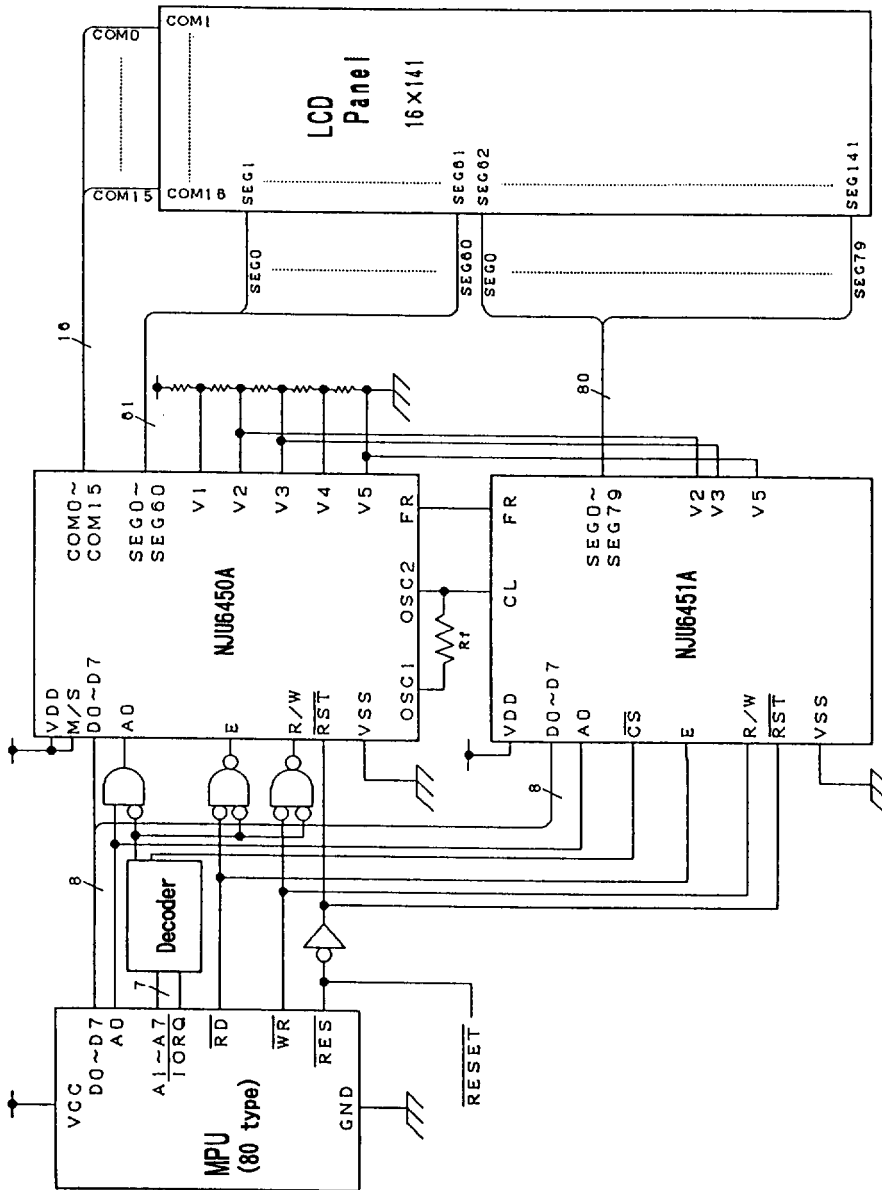 VCC
D0~D7
A0
A1~A7
IORQ
RD
WR
RES
GND
MPU
(80 type)
RESET
7
Decoder
8
8
VDD
M/S
D0~D7
A0
E
R/W
RST
VSS
NJU6450A
COM0~
COM15
SEG0~
SEG60
V1
V2
V3
V4
V5
FR
OSC2
OSC1
Rf
VDD
D0~D7
A0
CS
E
R/W
RST
VSS
NJU6451A
CL
FR
SEG0~
SEG79
V2
V3
V5
16
61
80
COM0
COM15
SEG0
SEG60
SEG0
SEG79
COM1
COM16
SEG1
SEG61
SEG62
SEG141
LCD
Panel
16×141